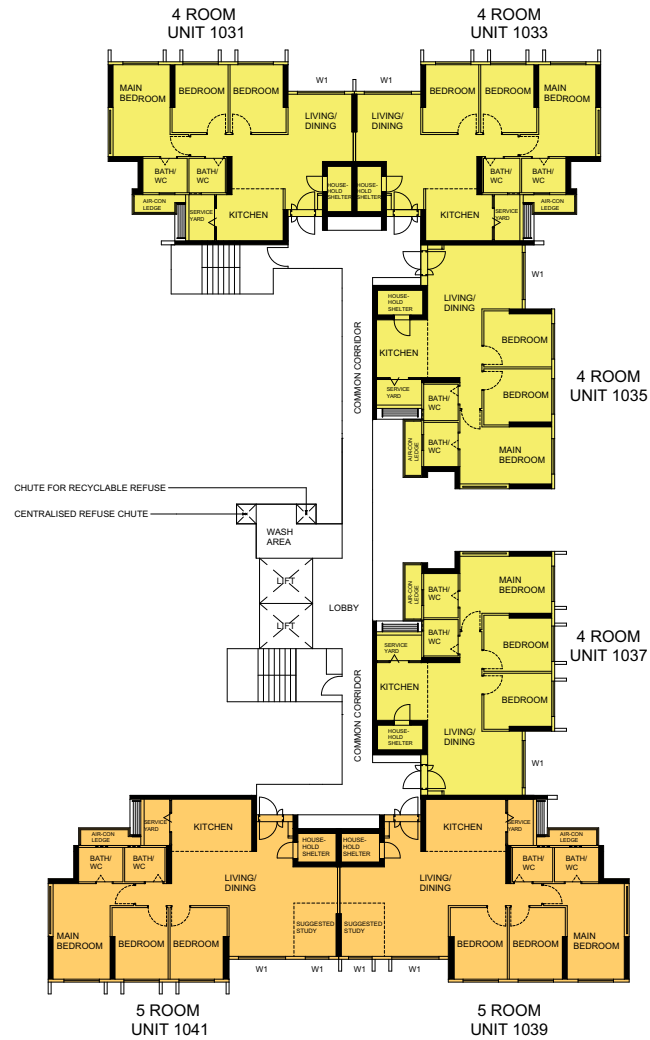 4 ROOM
UNIT 1031
4 ROOM
UNIT 1033
MAIN
BEDROOM
BEDROOM
BEDROOM
W1
W1
BEDROOM
BEDROOM
MAIN
BEDROOM
LIVING/
DINING
LIVING/
DINING
BATH/
WC
BATH/
WC
HOUSE-
HOLD
SHELTER
HOUSE-
HOLD
SHELTER
BATH/
WC
BATH/
WC
AIR-CON
LEDGE
SERVICE
YARD
KITCHEN
KITCHEN
SERVICE
YARD
AIR-CON
LEDGE
W1
HOUSE-
HOLD
SHELTER
LIVING/
DINING
COMMON CORRIDOR
KITCHEN
BEDROOM
SERVICE
YARD
BATH/
WC
BEDROOM
4 ROOM
UNIT 1035
AIR-CON
LEDGE
BATH/
WC
MAIN
BEDROOM
CHUTE FOR RECYCLABLE REFUSE
CENTRALISED REFUSE CHUTE
WASH
AREA
LIFT
LOBBY
LIFT
AIR-CON
LEDGE
BATH/
WC
MAIN
BEDROOM
BATH/
WC
SERVICE
YARD
BEDROOM
4 ROOM
UNIT 1037
KITCHEN
BEDROOM
COMMON CORRIDOR
HOUSE-
HOLD
SHELTER
LIVING/
DINING
W1
AIR-CON
LEDGE
SERVICE
YARD
KITCHEN
HOUSE-
HOLD
SHELTER
HOUSE-
HOLD
SHELTER
KITCHEN
SERVICE
YARD
AIR-CON
LEDGE
BATH/
WC
BATH/
WC
LIVING/
DINING
LIVING/
DINING
BATH/
WC
BATH/
WC
MAIN
BEDROOM
BEDROOM
BEDROOM
SUGGESTED
STUDY
SUGGESTED
STUDY
BEDROOM
BEDROOM
MAIN
BEDROOM
W1
W1
W1
W1
5 ROOM
UNIT 1041
5 ROOM
UNIT 1039